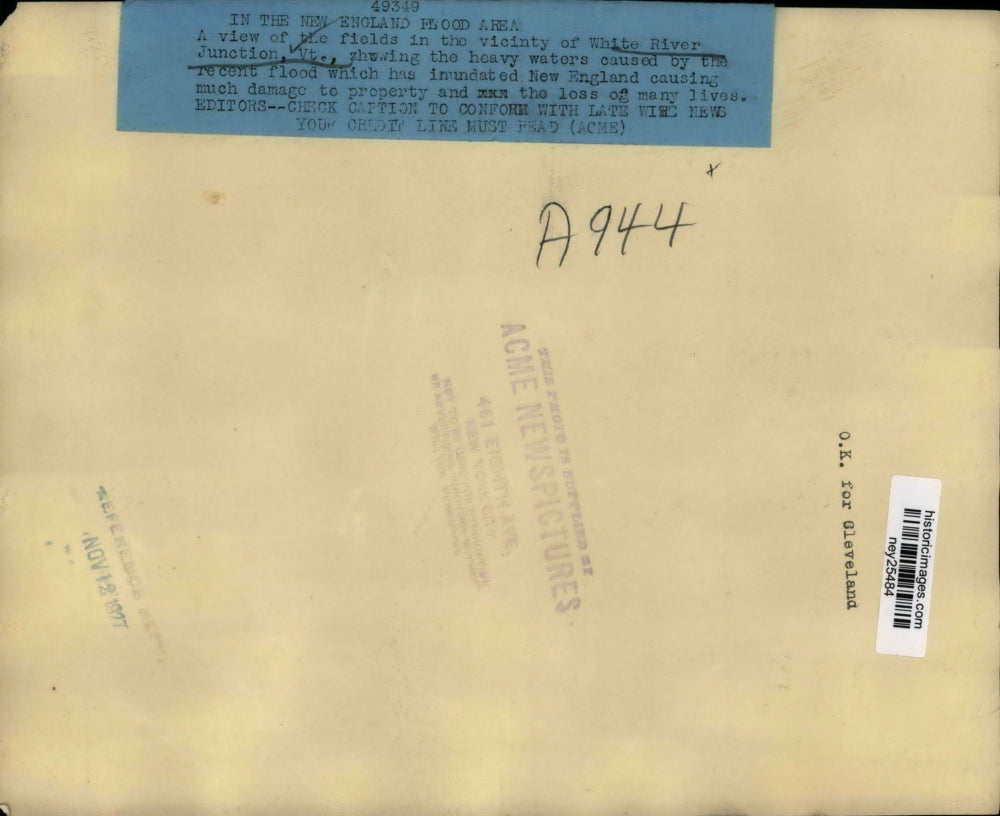 49349
IN THE NEW ENGLAND FLOOD AREA
A view of the fields in the vicinty of White River
Junction, Vt., zhowing the heavy waters caused by the
recent flood which has inundated New England causing
much damage to property and xxx the loss of many lives.
EDITORS--CHECK CAPTION TO CONFORM WITH LATE WIRE NEWS
YOUR CREDIT LINE MUST READ (ACME)
x
A944
THIS PHOTO IS SUPPLIED BY
ACME NEWSPICTURES
461 EIGHTH AVE.
NEW YORK CITY
O.K. for Cleveland
historicimages.com
ney25484
REFERENCE
NOV 12 1927